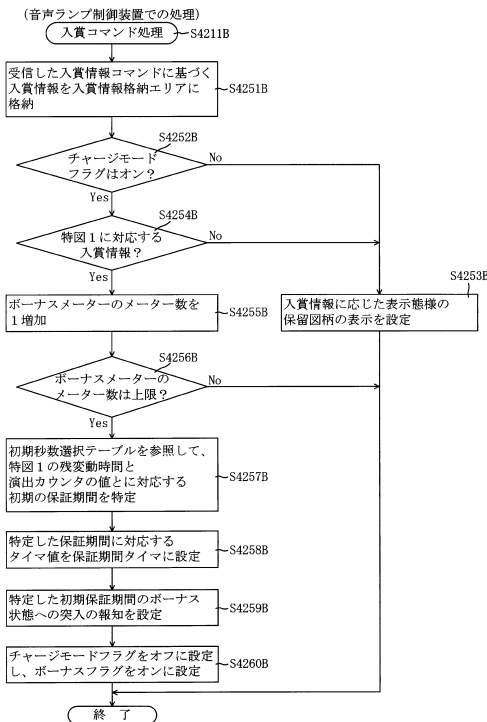 (音声ランプ制御装置での処理)
入賞コマンド処理
S4211B
受信した入賞情報コマンドに基づく
入賞情報を入賞情報格納エリアに
格納
S4251B
S4252B
チャージモード
フラグはオン?
No
Yes
S4254B
特図1に対応する
入賞情報?
No
Yes
S4253B
入賞情報に応じた表示態様の
保留図柄の表示を設定
ボーナスメーターのメーター数を
1増加
S4255B
S4256B
ボーナスメーターの
メーター数は上限?
No
Yes
初期秒数選択テーブルを参照して、
特図1の残変動時間と
演出カウンタの値とに対応する
初期の保証期間を特定
S4257B
特定した保証期間に対応する
タイマ値を保証期間タイマに設定
S4258B
特定した初期保証期間のボーナス
状態への突入の報知を設定
S4259B
チャージモードフラグをオフに設定
し、ボーナスフラグをオンに設定
S4260B
終 了